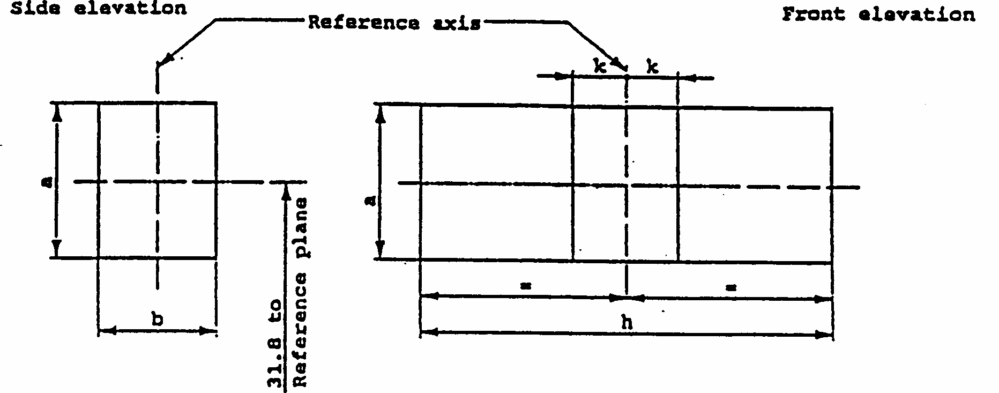 Side elevation
Reference axis
Front elevation
k
k
a
a
=
=
b
h
31.8 to
Reference plane